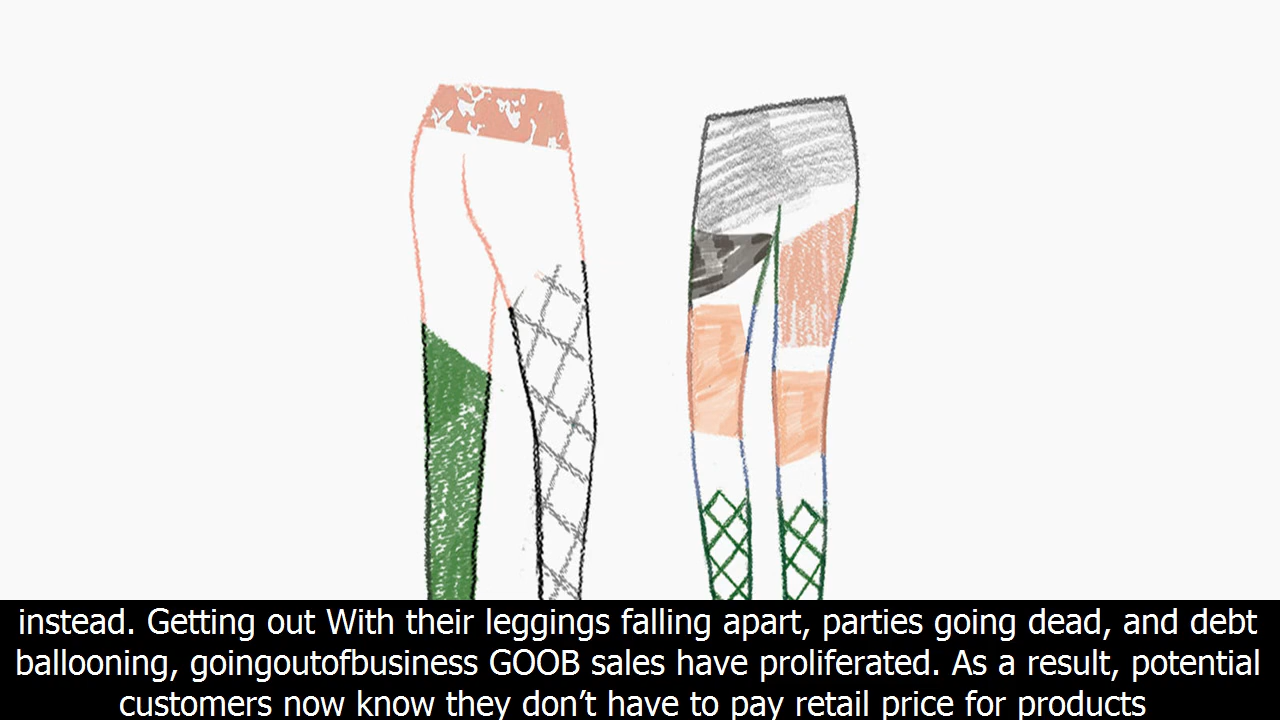 instead. Getting out With their leggings falling apart, parties going dead, and debt
ballooning, goingoutofbusiness GOOB sales have proliferated. As a result, potential
customers now know they don’t have to pay retail price for products